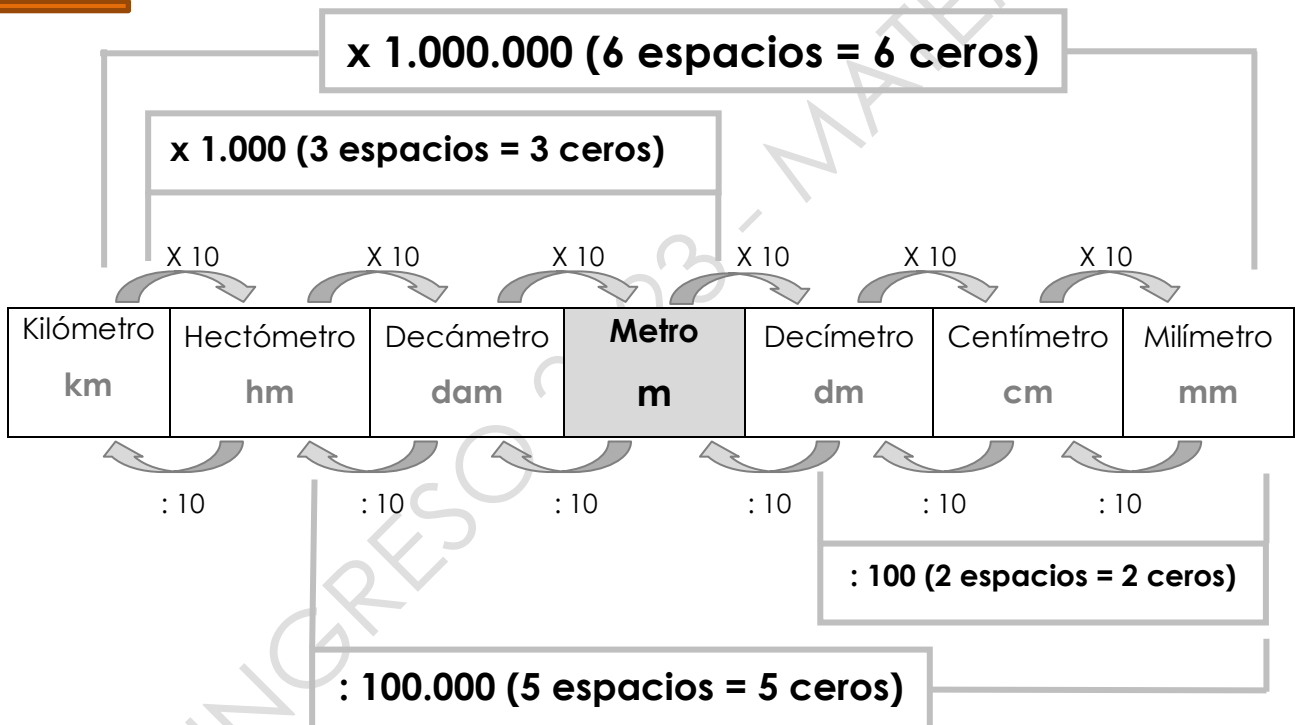 x 1.000.000 (6 espacios = 6 ceros)
x 1.000 (3 espacios = 3 ceros)
X 10 X 10 X 10 X 10 X 10 X 10
Kilómetro Hectómetro Decámetro Metro Decímetro Centímetro Milímetro
km hm dam m dm cm mm
: 10 : 10 : 10 : 10 : 10 : 10
: 100 (2 espacios = 2 ceros)
: 100.000 (5 espacios = 5 ceros)
INGRESO